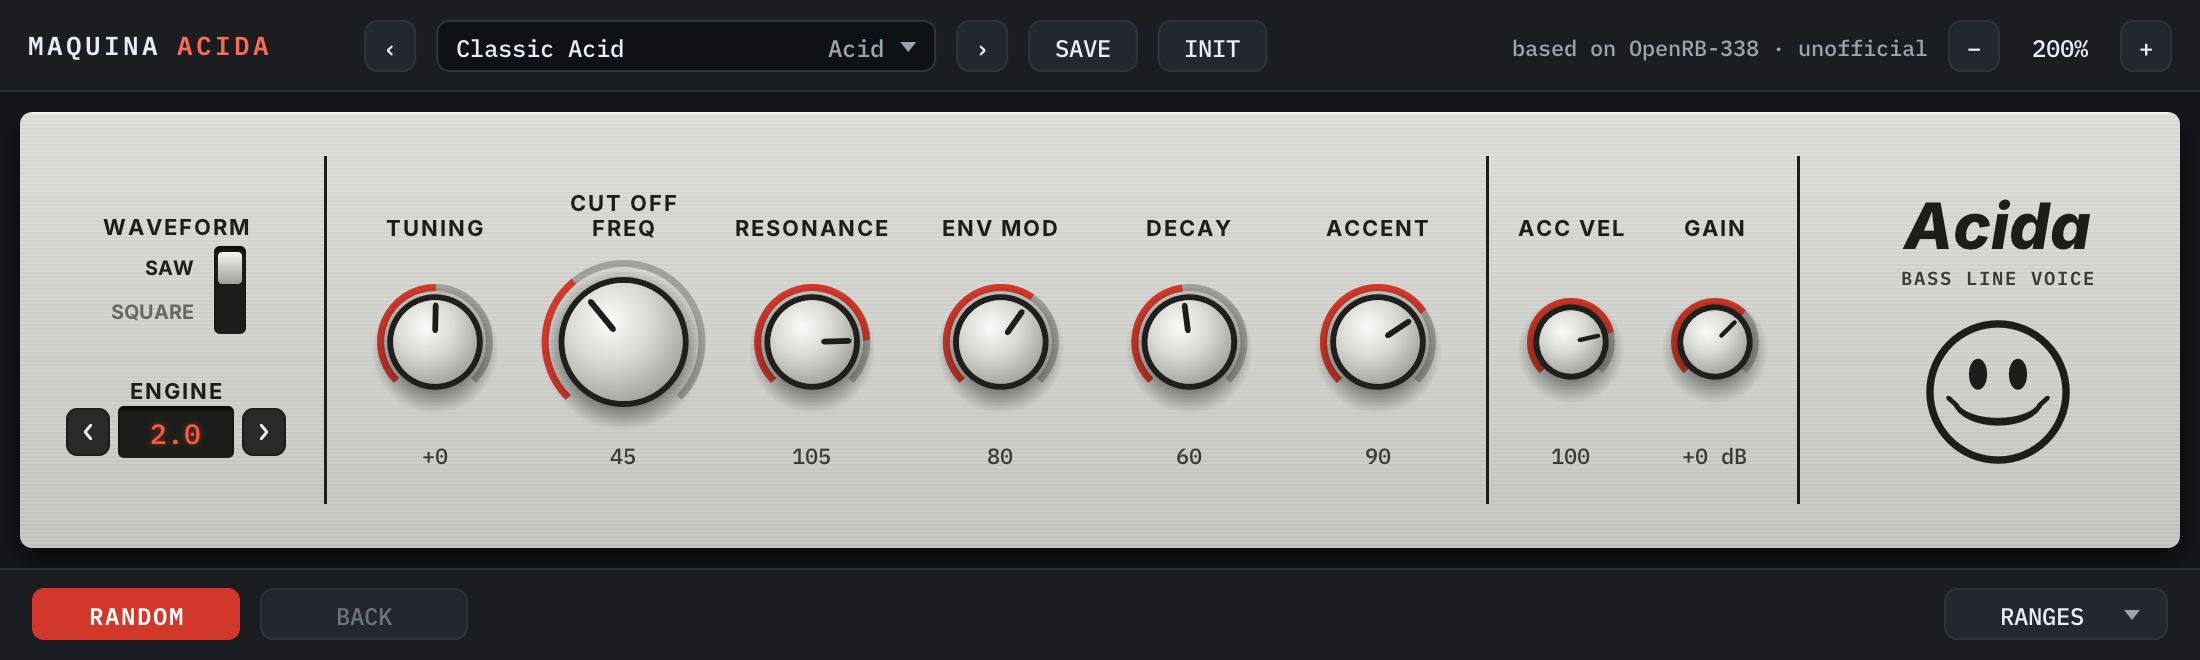 MAQUINA ACIDA
‹
Classic Acid
Acid
›
SAVE
INIT
based on OpenRB-338 · unofficial
−
200%
+
WAVEFORM
SAW
SQUARE
ENGINE
2.0
TUNING
+0
CUT OFF
FREQ
45
RESONANCE
105
ENV MOD
80
DECAY
60
ACCENT
90
ACC VEL
100
GAIN
+0 dB
Acida
BASS LINE VOICE
RANDOM
BACK
RANGES